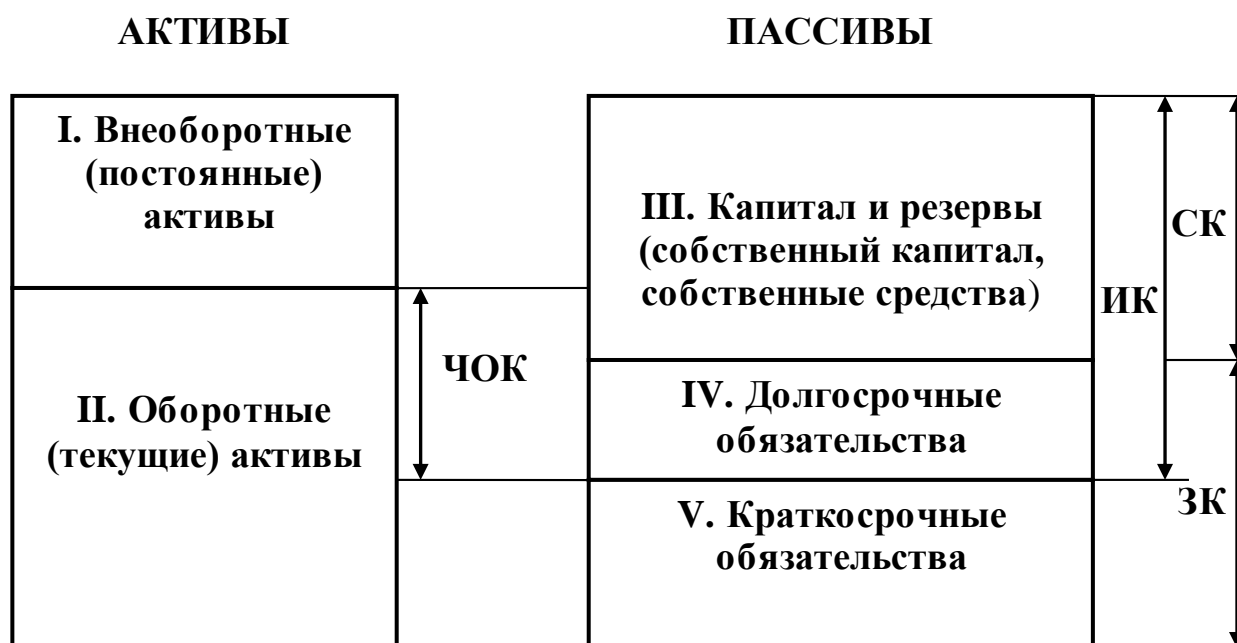 АКТИВЫ
ПАССИВЫ
I. Внеоборотные
(постоянные)
активы
II. Оборотные
(текущие) активы
ЧОК
III. Капитал и резервы
(собственный капитал,
собственные средства)
IV. Долгосрочные
обязательства
V. Краткосрочные
обязательства
ИК
СК
ЗК